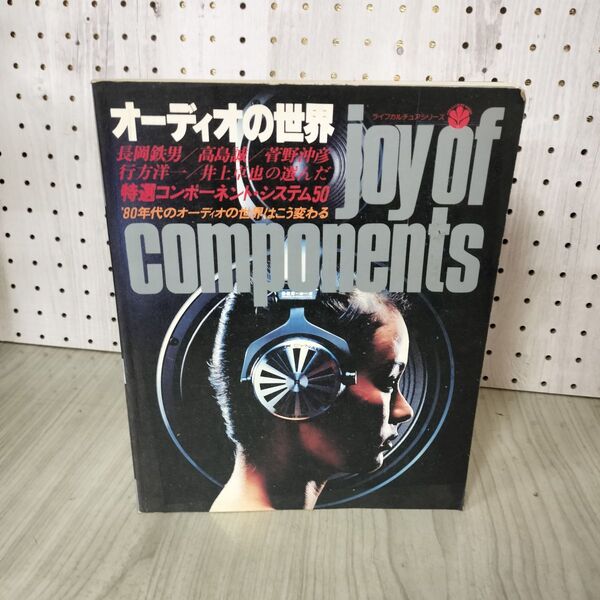 ライフカルチュアシリーズ
オーディオの世界
joy of
components
長岡鉄男/高島誠/菅野沖彦
行方洋一/井上卓也の選んだ
特選コンポーネント・システム50
'80年代のオーディオの世界はこう変わる